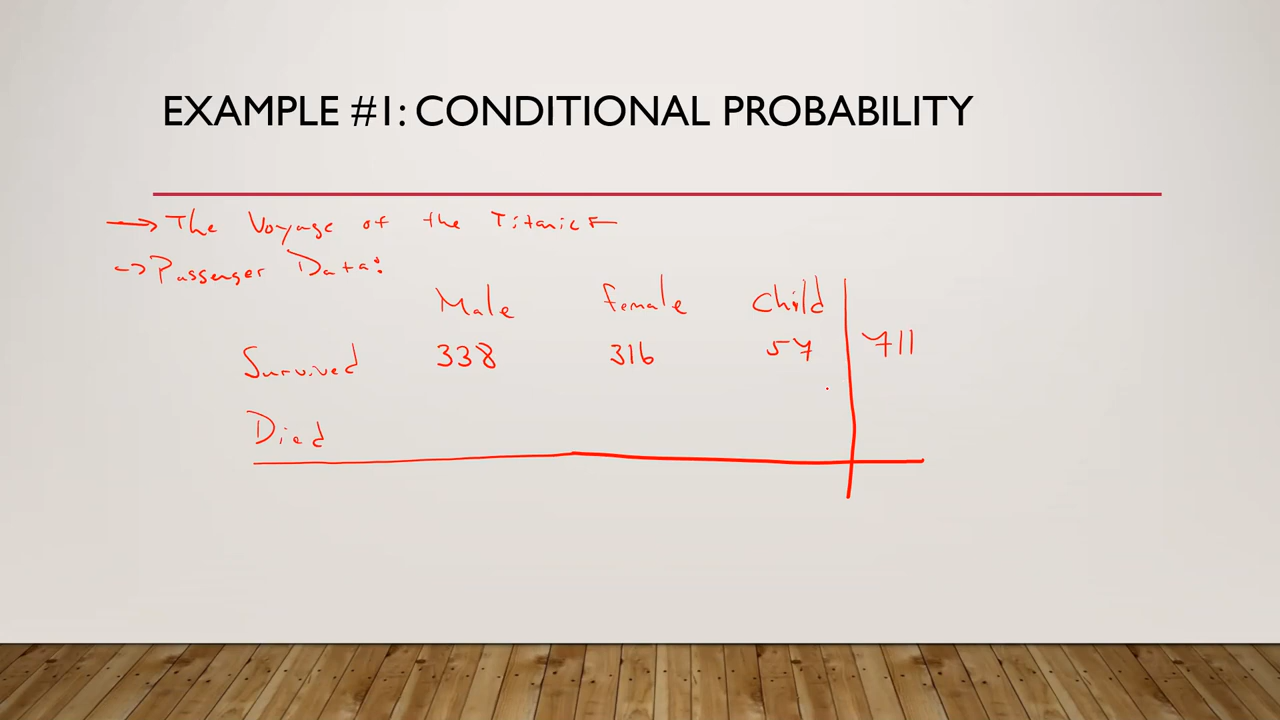 EXAMPLE #1: CONDITIONAL PROBABILITY
→ The Voyage of the Titanic ←
→ Passenger Data:
Male Female Child
Survived 338 316 57 711
Died